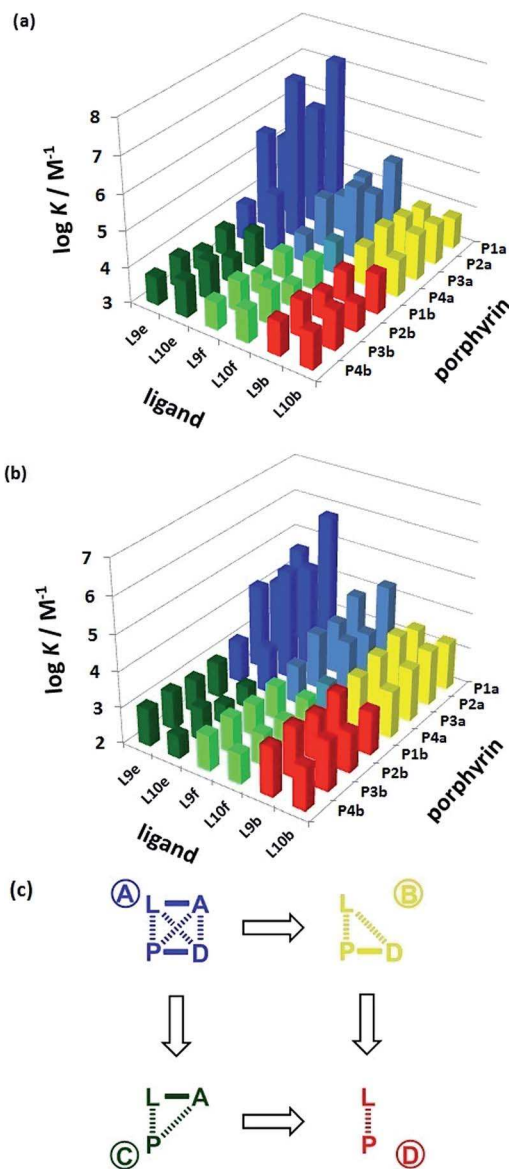 (a)
8
7
6
5
4
3
log K / M⁻¹
L9e
L10e
L9f
L10f
L9b
L10b
ligand
P4b
P3b
P2b
P1b
P4a
P3a
P2a
P1a
porphyrin
(b)
7
6
5
4
3
2
log K / M⁻¹
L9e
L10e
L9f
L10f
L9b
L10b
ligand
P4b
P3b
P2b
P1b
P4a
P3a
P2a
P1a
porphyrin
(c)
A
L A
P D
B
L
P D
C
L A
P
D
L
P